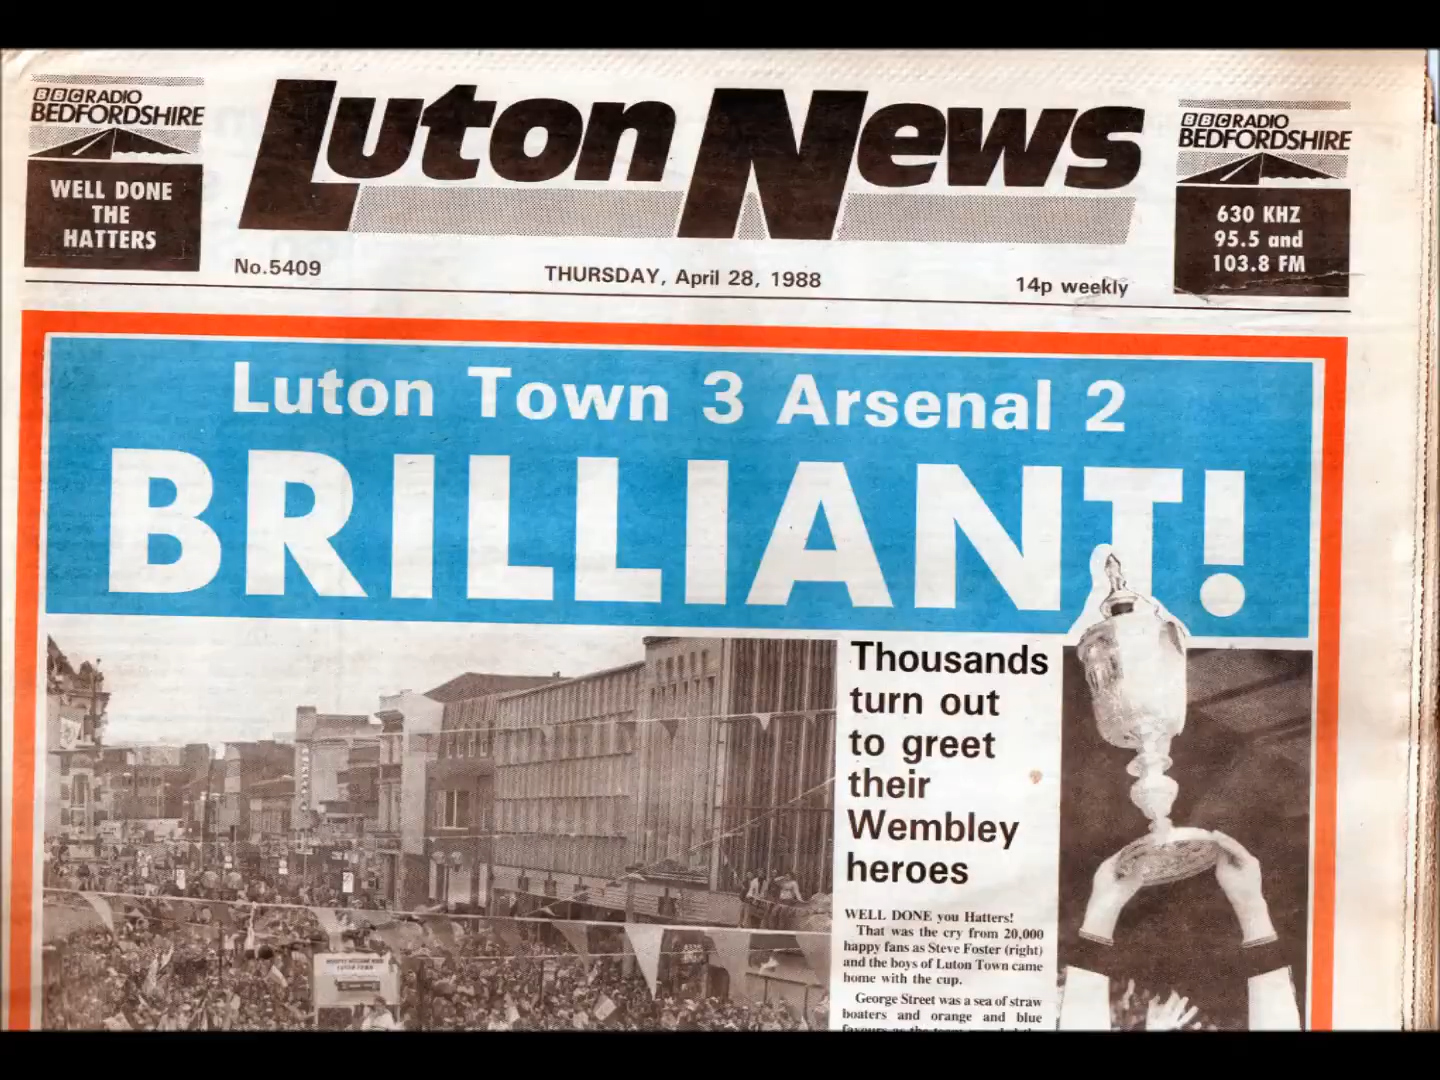 BBC RADIO
BEDFORDSHIRE
WELL DONE
THE
HATTERS
Luton News
BBC RADIO
BEDFORDSHIRE
630 KHZ
95.5 and
103.8 FM
No.5409
THURSDAY, April 28, 1988
14p weekly
Luton Town 3 Arsenal 2
BRILLIANT!
Thousands
turn out
to greet
their
Wembley
heroes
WELL DONE you Hatters!
That was the cry from 20,000
happy fans as Steve Foster (right)
and the boys of Luton Town came
home with the cup.
George Street was a sea of straw
boaters and orange and blue